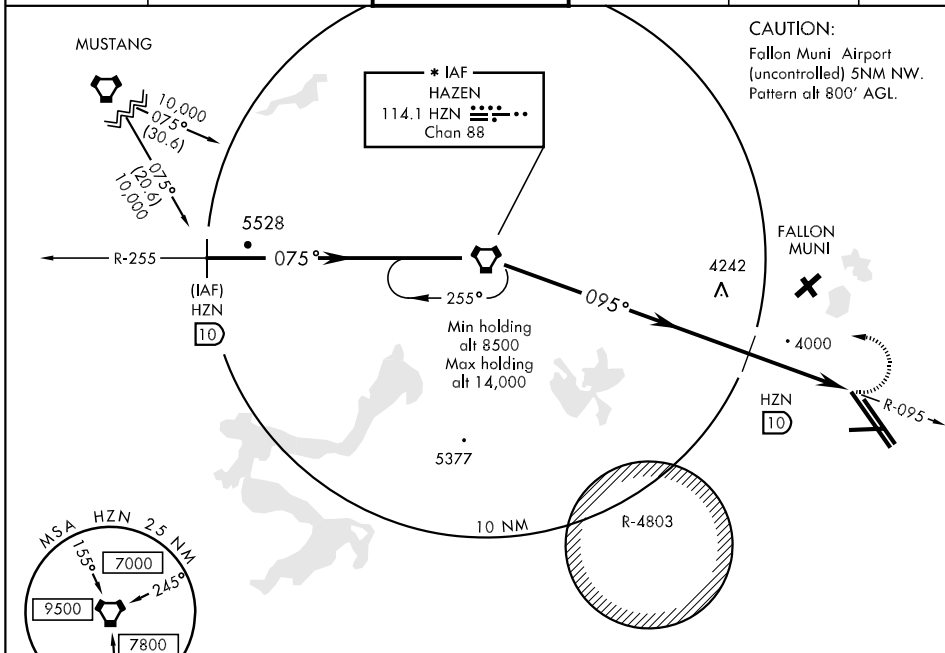 MUSTANG
10,000
075°
(30.6)
075°
(20.6)
10,000
* IAF
HAZEN
114.1 HZN
Chan 88
CAUTION:
Fallon Muni Airport
(uncontrolled) 5NM NW.
Pattern alt 800' AGL.
5528
R-255
075°
(IAF)
HZN
10
255°
Min holding
alt 8500
Max holding
alt 14,000
095°
4242
FALLON
MUNI
4000
HZN
10
R-095
5377
10 NM
R-4803
MSA HZN 25 NM
155°
7000
245°
9500
7800